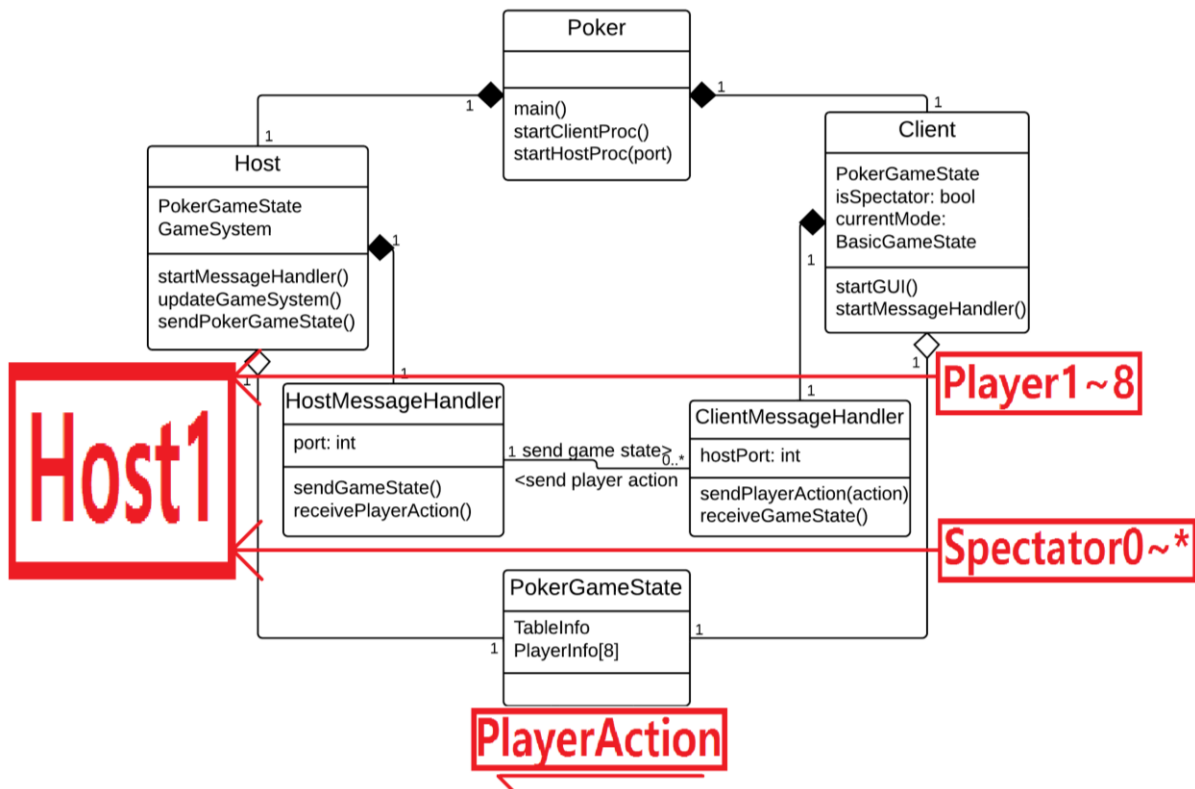 Poker
main()
startClientProc()
startHostProc(port)
1
1
1
1
Host
PokerGameState
GameSystem
startMessageHandler()
updateGameSystem()
sendPokerGameState()
Client
PokerGameState
isSpectator: bool
currentMode:
BasicGameState
startGUI()
startMessageHandler()
1
1
1
1
1
1
Host1
Player1~8
HostMessageHandler
port: int
sendGameState()
receivePlayerAction()
1 send game state>
0..*
<send player action
ClientMessageHandler
hostPort: int
sendPlayerAction(action)
receiveGameState()
Spectator0~*
PokerGameState
TableInfo
PlayerInfo[8]
1
1
PlayerAction